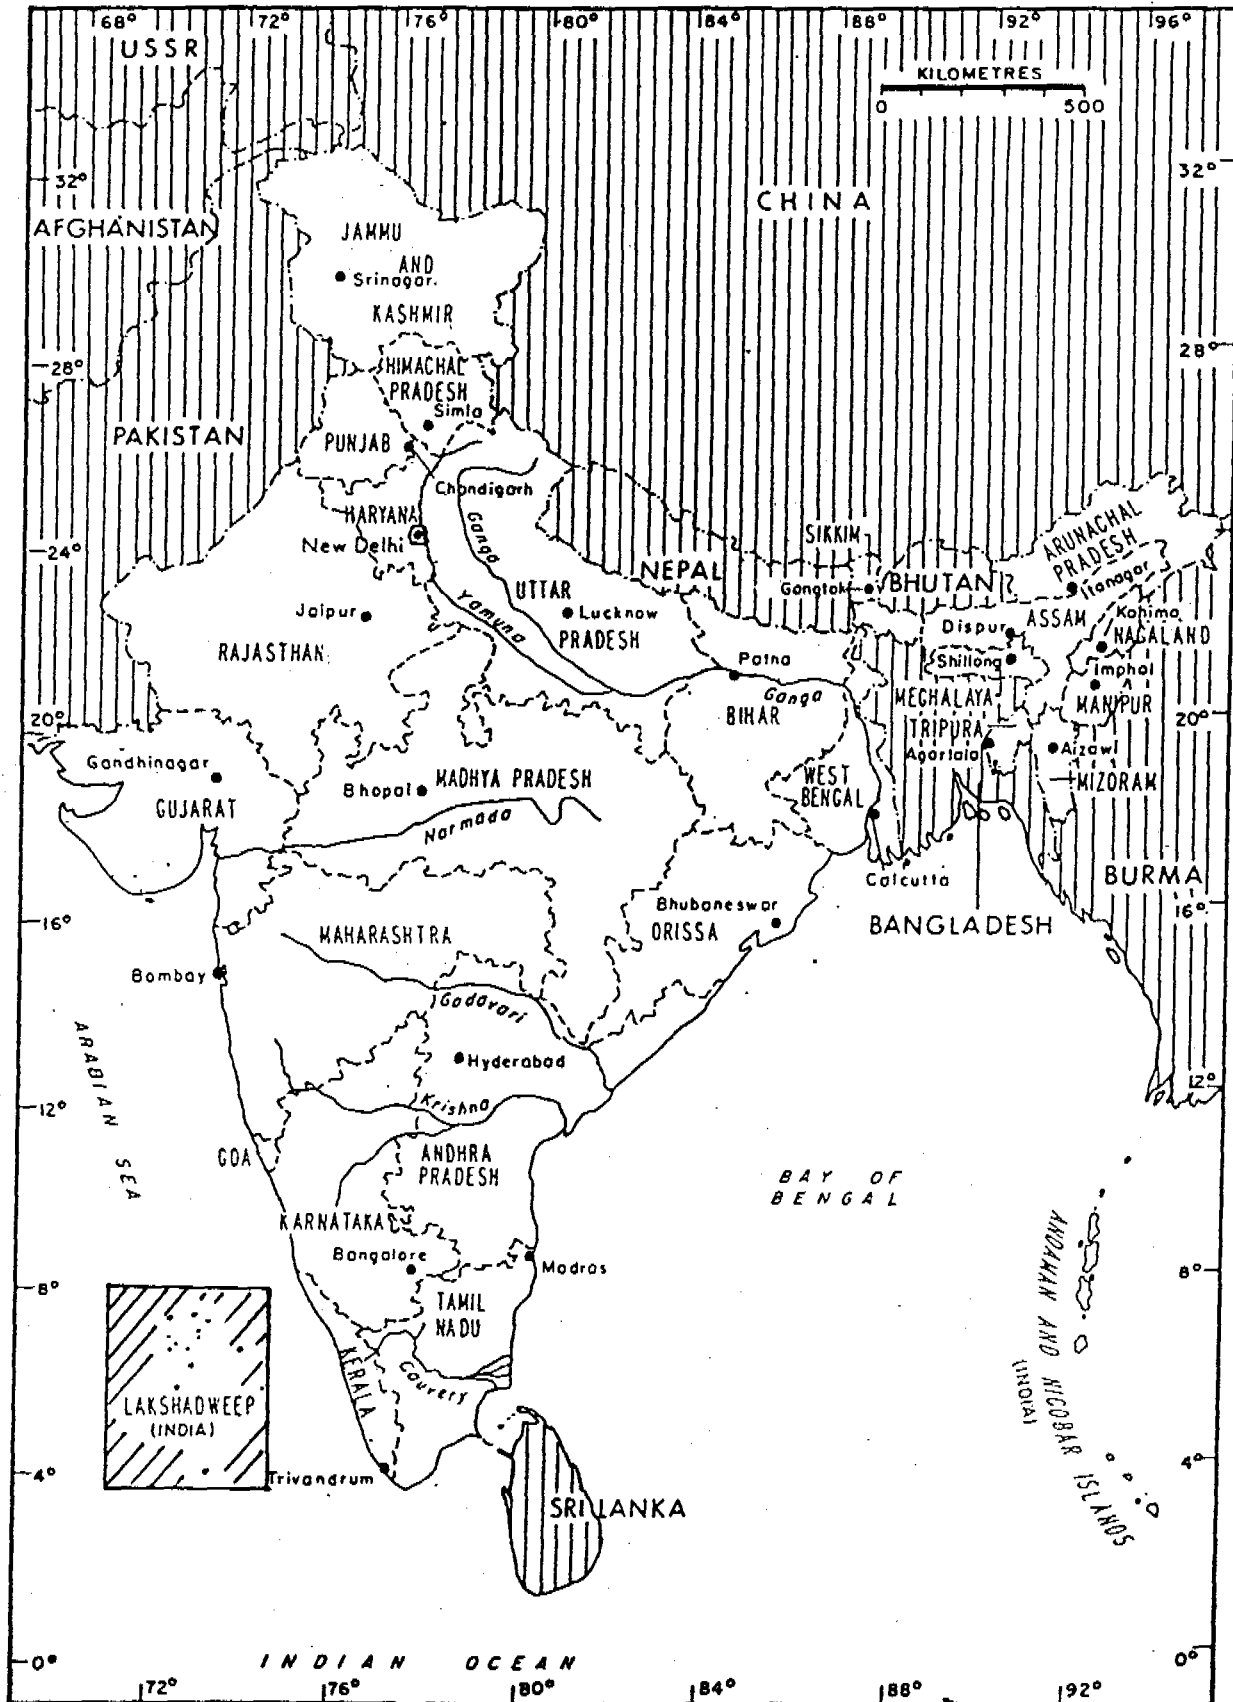 68° 72° 76° 80° 84° 88° 92° 96°
USSR
KILOMETRES
0 500
32°
32°
CHINA
AFGHANISTAN
JAMMU
AND
Srinagar.
KASHMIR
28°
28°
HIMACHAL
PRADESH
Simla
PAKISTAN
PUNJAB
Chandigarh
HARYANA
New Delhi
Ganga
24°
SIKKIM
ARUNACHAL
PRADESH
NEPAL
Gangtok
BHUTAN
Itanagar
UTTAR
Yamuna
Lucknow
PRADESH
Jaipur
RAJASTHAN
ASSAM
Kohima
Dispur
NAGALAND
Patna
Shillong
Imphal
Ganga
BIHAR
MEGHALAYA
MANIPUR
20°
20°
TRIPURA
Agartala
Aizawl
Gandhinagar
GUJARAT
Bhopal
MADHYA PRADESH
WEST
BENGAL
MIZORAM
Narmada
Calcutta
BURMA
16°
16°
Bhubaneswar
ORISSA
BANGLADESH
MAHARASHTRA
Bombay
Godavari
Hyderabad
ARABIAN SEA
12°
12°
Krishna
GOA
ANDHRA
PRADESH
BAY OF
BENGAL
KARNATAKA
Bangalore
Madras
ANDAMAN AND NICOBAR ISLANDS
(INDIA)
8°
8°
TAMIL
NADU
KERALA
Cauvery
LAKSHADWEEP
(INDIA)
4°
4°
Trivandrum
SRI LANKA
0°
0°
INDIAN OCEAN
72° 76° 80° 84° 88° 92°